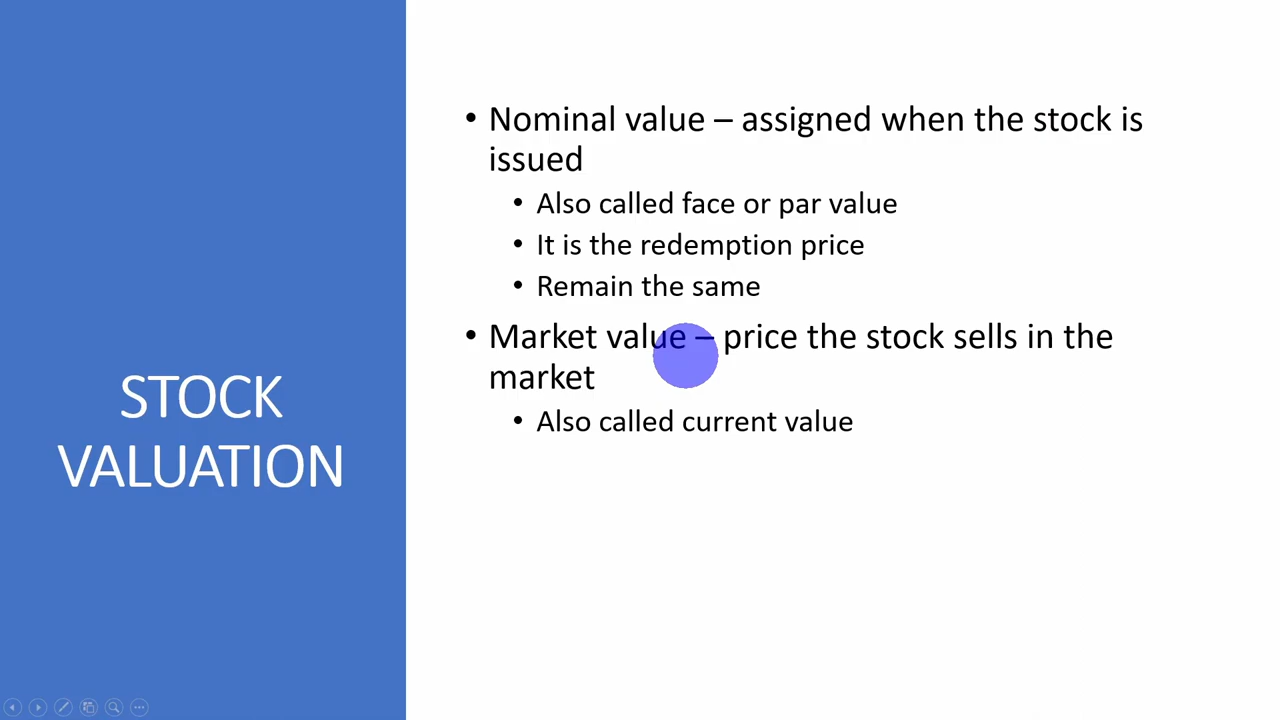 STOCK
VALUATION
• Nominal value – assigned when the stock is
issued
• Also called face or par value
• It is the redemption price
• Remain the same
• Market value – price the stock sells in the
market
• Also called current value